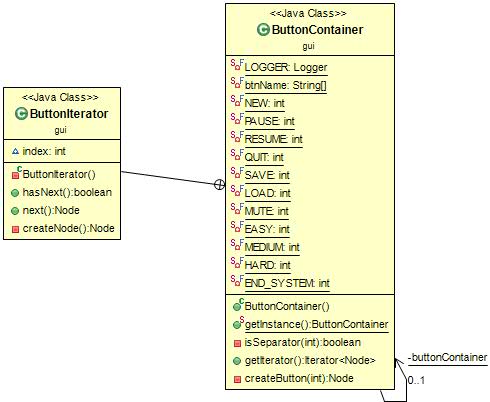 <<Java Class>>
ButtonIterator
gui
index: int
ButtonIterator()
hasNext():boolean
next():Node
createNode():Node
<<Java Class>>
ButtonContainer
gui
LOGGER: Logger
btnName: String[]
NEW: int
PAUSE: int
RESUME: int
QUIT: int
SAVE: int
LOAD: int
MUTE: int
EASY: int
MEDIUM: int
HARD: int
END_SYSTEM: int
ButtonContainer()
getInstance():ButtonContainer
isSeparator(int):boolean
getIterator():Iterator<Node>
createButton(int):Node
-buttonContainer
0..1